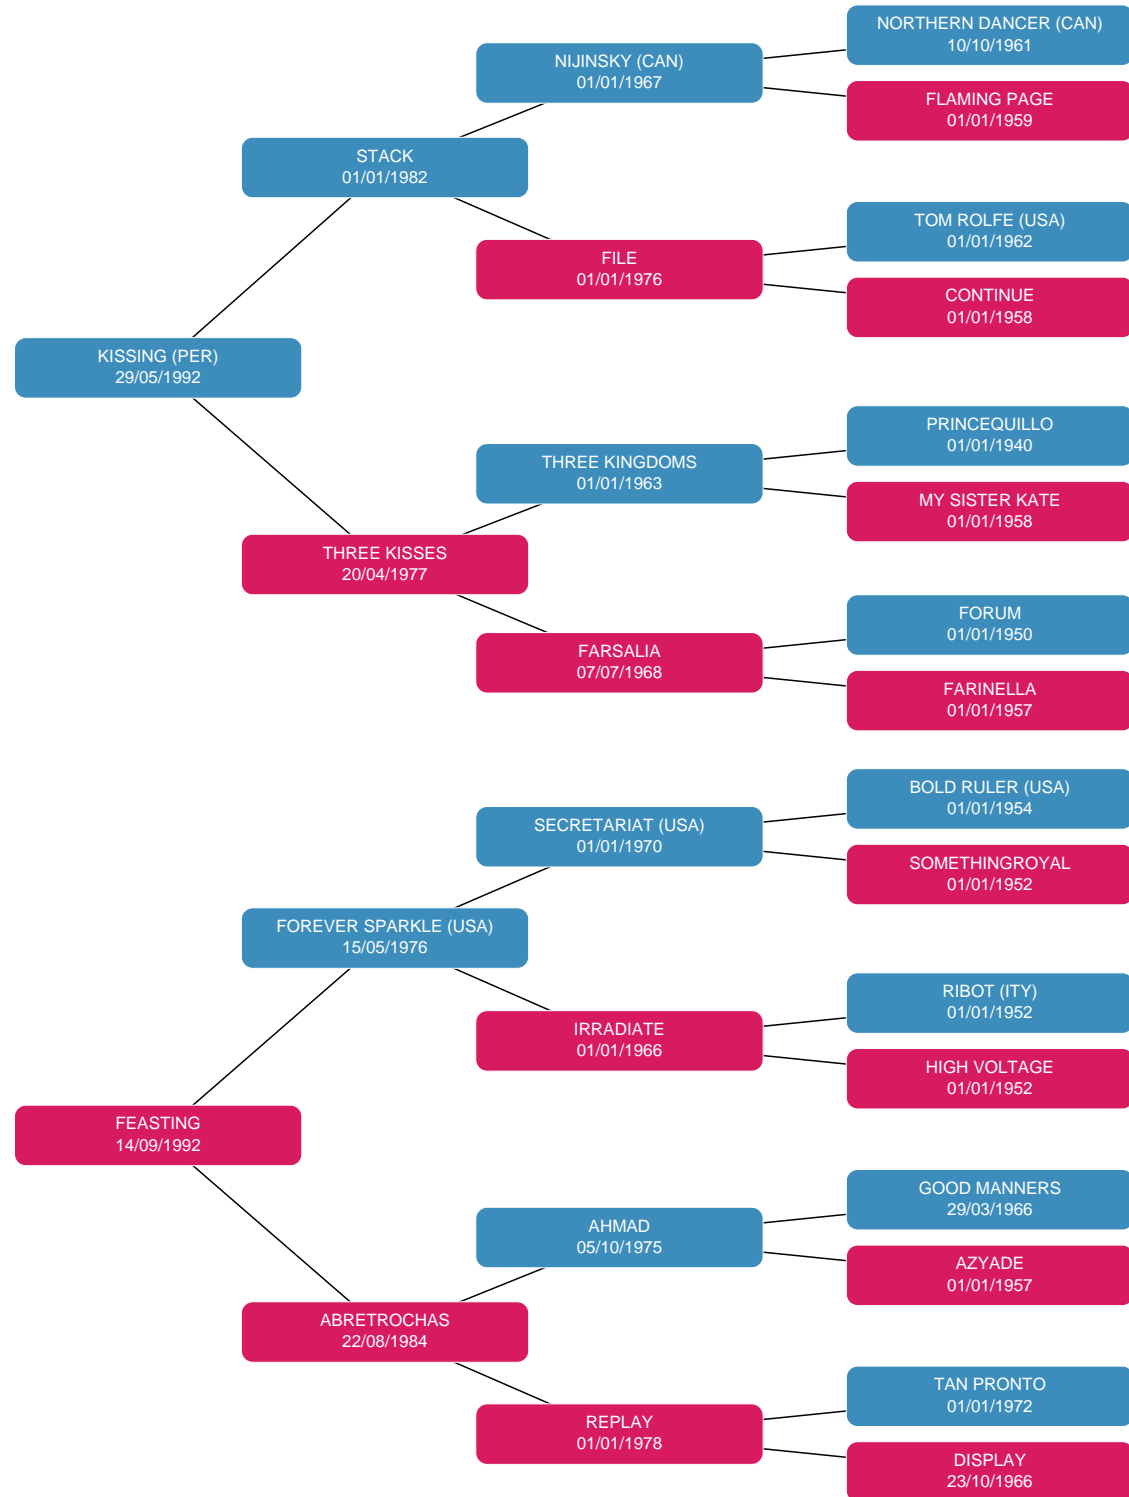 NORTHERN DANCER (CAN)
10/10/1961
NIJINSKY (CAN)
01/01/1967
FLAMING PAGE
01/01/1959
STACK
01/01/1982
TOM ROLFE (USA)
01/01/1962
FILE
01/01/1976
CONTINUE
01/01/1958
KISSING (PER)
29/05/1992
PRINCEQUILLO
01/01/1940
THREE KINGDOMS
01/01/1963
MY SISTER KATE
01/01/1958
THREE KISSES
20/04/1977
FORUM
01/01/1950
FARSALIA
07/07/1968
FARINELLA
01/01/1957
BOLD RULER (USA)
01/01/1954
SECRETARIAT (USA)
01/01/1970
SOMETHINGROYAL
01/01/1952
FOREVER SPARKLE (USA)
15/05/1976
RIBOT (ITY)
01/01/1952
IRRADIATE
01/01/1966
HIGH VOLTAGE
01/01/1952
FEASTING
14/09/1992
GOOD MANNERS
29/03/1966
AHMAD
05/10/1975
AZYADE
01/01/1957
ABRETROCHAS
22/08/1984
TAN PRONTO
01/01/1972
REPLAY
01/01/1978
DISPLAY
23/10/1966